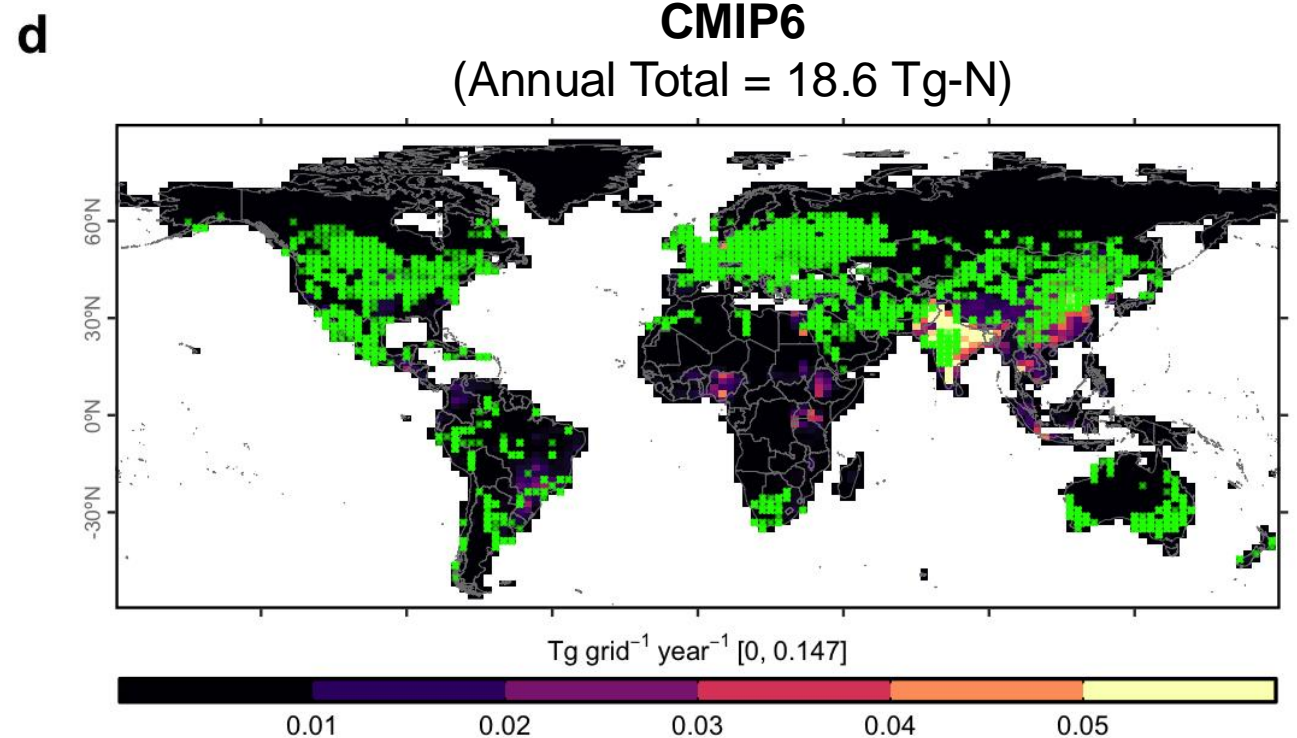 d
CMIP6
(Annual Total = 18.6 Tg-N)
60°N
30°N
0°N
-30°N
Tg grid⁻¹ year⁻¹ [0, 0.147]
0.01 0.02 0.03 0.04 0.05